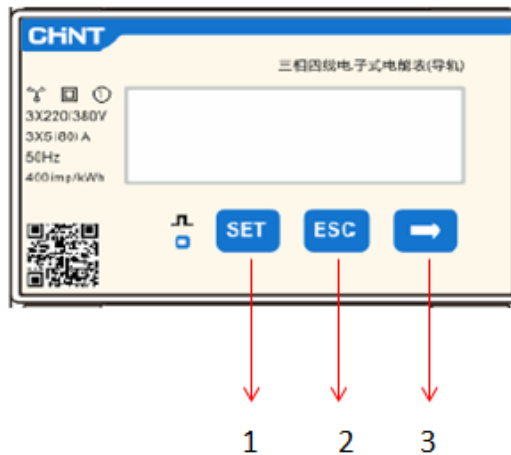 CHNT
三相四线电子式电能表(导轨)
3X220/380V
3X5(80)A
50Hz
400imp/kWh
SET
ESC
1
2
3